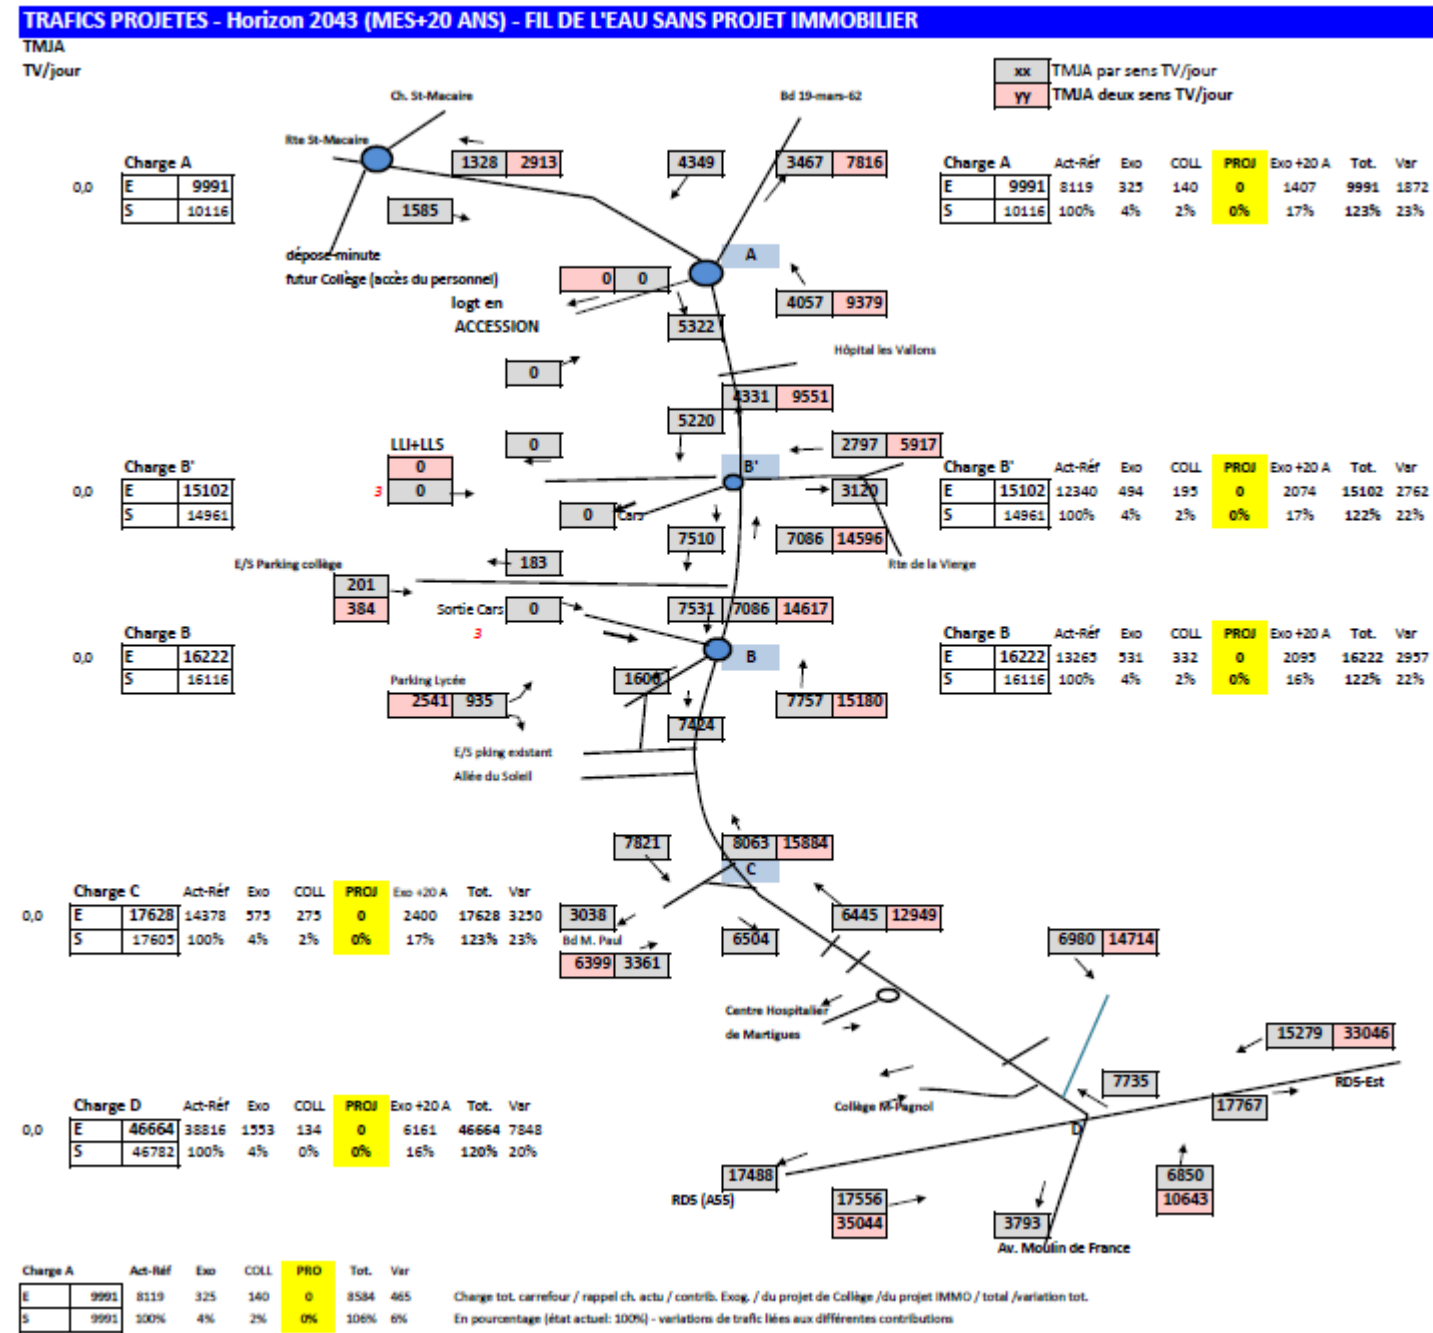 TRAFICS PROJETES - Horizon 2043 (MES+20 ANS) - FIL DE L'EAU SANS PROJET IMMOBILIER
TMJA
TV/jour
xx TMJA par sens TV/jour
yy TMJA deux sens TV/jour
Ch. St-Macaire
Bd 19-mars-62
Rte St-Macaire
1328 2913
4349
3467 7816
Charge A
0,0
E 9991
S 10116
Charge A Act-Réf Exo COLL PROJ Exo +20 A Tot. Var
E 9991 8119 325 140 0 1407 9991 1872
S 10116 100% 4% 2% 0% 17% 123% 23%
1585
dépose-minute
futur Collège (accès du personnel)
A
0 0
logt en
ACCESSION
4057 9379
5322
Hôpital les Vallons
0
4331 9551
5220
LLI+LLS
0
0
3 0
2797 5917
Charge B'
0,0
E 15102
S 14961
B'
3120
Charge B' Act-Réf Exo COLL PROJ Exo +20 A Tot. Var
E 15102 12340 494 195 0 2074 15102 2762
S 14961 100% 4% 2% 0% 17% 122% 22%
0 Cars
7510
7086 14596
Rte de la Vierge
E/S Parking collège
183
201
384
Sortie Cars 0
3
7531 7086 14617
Charge B
0,0
E 16222
S 16116
B
Charge B Act-Réf Exo COLL PROJ Exo +20 A Tot. Var
E 16222 13265 531 332 0 2095 16222 2957
S 16116 100% 4% 2% 0% 16% 122% 22%
Parking Lycée
2541 935
1606
7757 15180
7424
E/S pking existant
Allée du Soleil
7821
8063 15884
C
Charge C Act-Réf Exo COLL PROJ Exo +20 A Tot. Var
0,0 E 17628 14378 575 275 0 2400 17628 3250
S 17605 100% 4% 2% 0% 17% 123% 23%
3038
Bd M. Paul
6399 3361
6504
6445 12949
6980 14714
Centre Hospitalier
de Martigues
15279 33046
RD5-Est
7735
17767
Collège M-Pagnol
D
Charge D Act-Réf Exo COLL PROJ Exo +20 A Tot. Var
0,0 E 46664 38816 1553 134 0 6161 46664 7848
S 46782 100% 4% 0% 0% 16% 120% 20%
17488
RD5 (A55)
17556
35044
6850
10643
3793
Av. Moulin de France
Charge A Act-Réf Exo COLL PRO Tot. Var
E 9991 8119 325 140 0 8584 465 Charge tot. carrefour / rappel ch. actu / contrib. Exog. / du projet de Collège /du projet IMMO / total /variation tot.
S 9991 100% 4% 2% 0% 106% 6% En pourcentage (état actuel: 100%) - variations de trafic liées aux différentes contributions